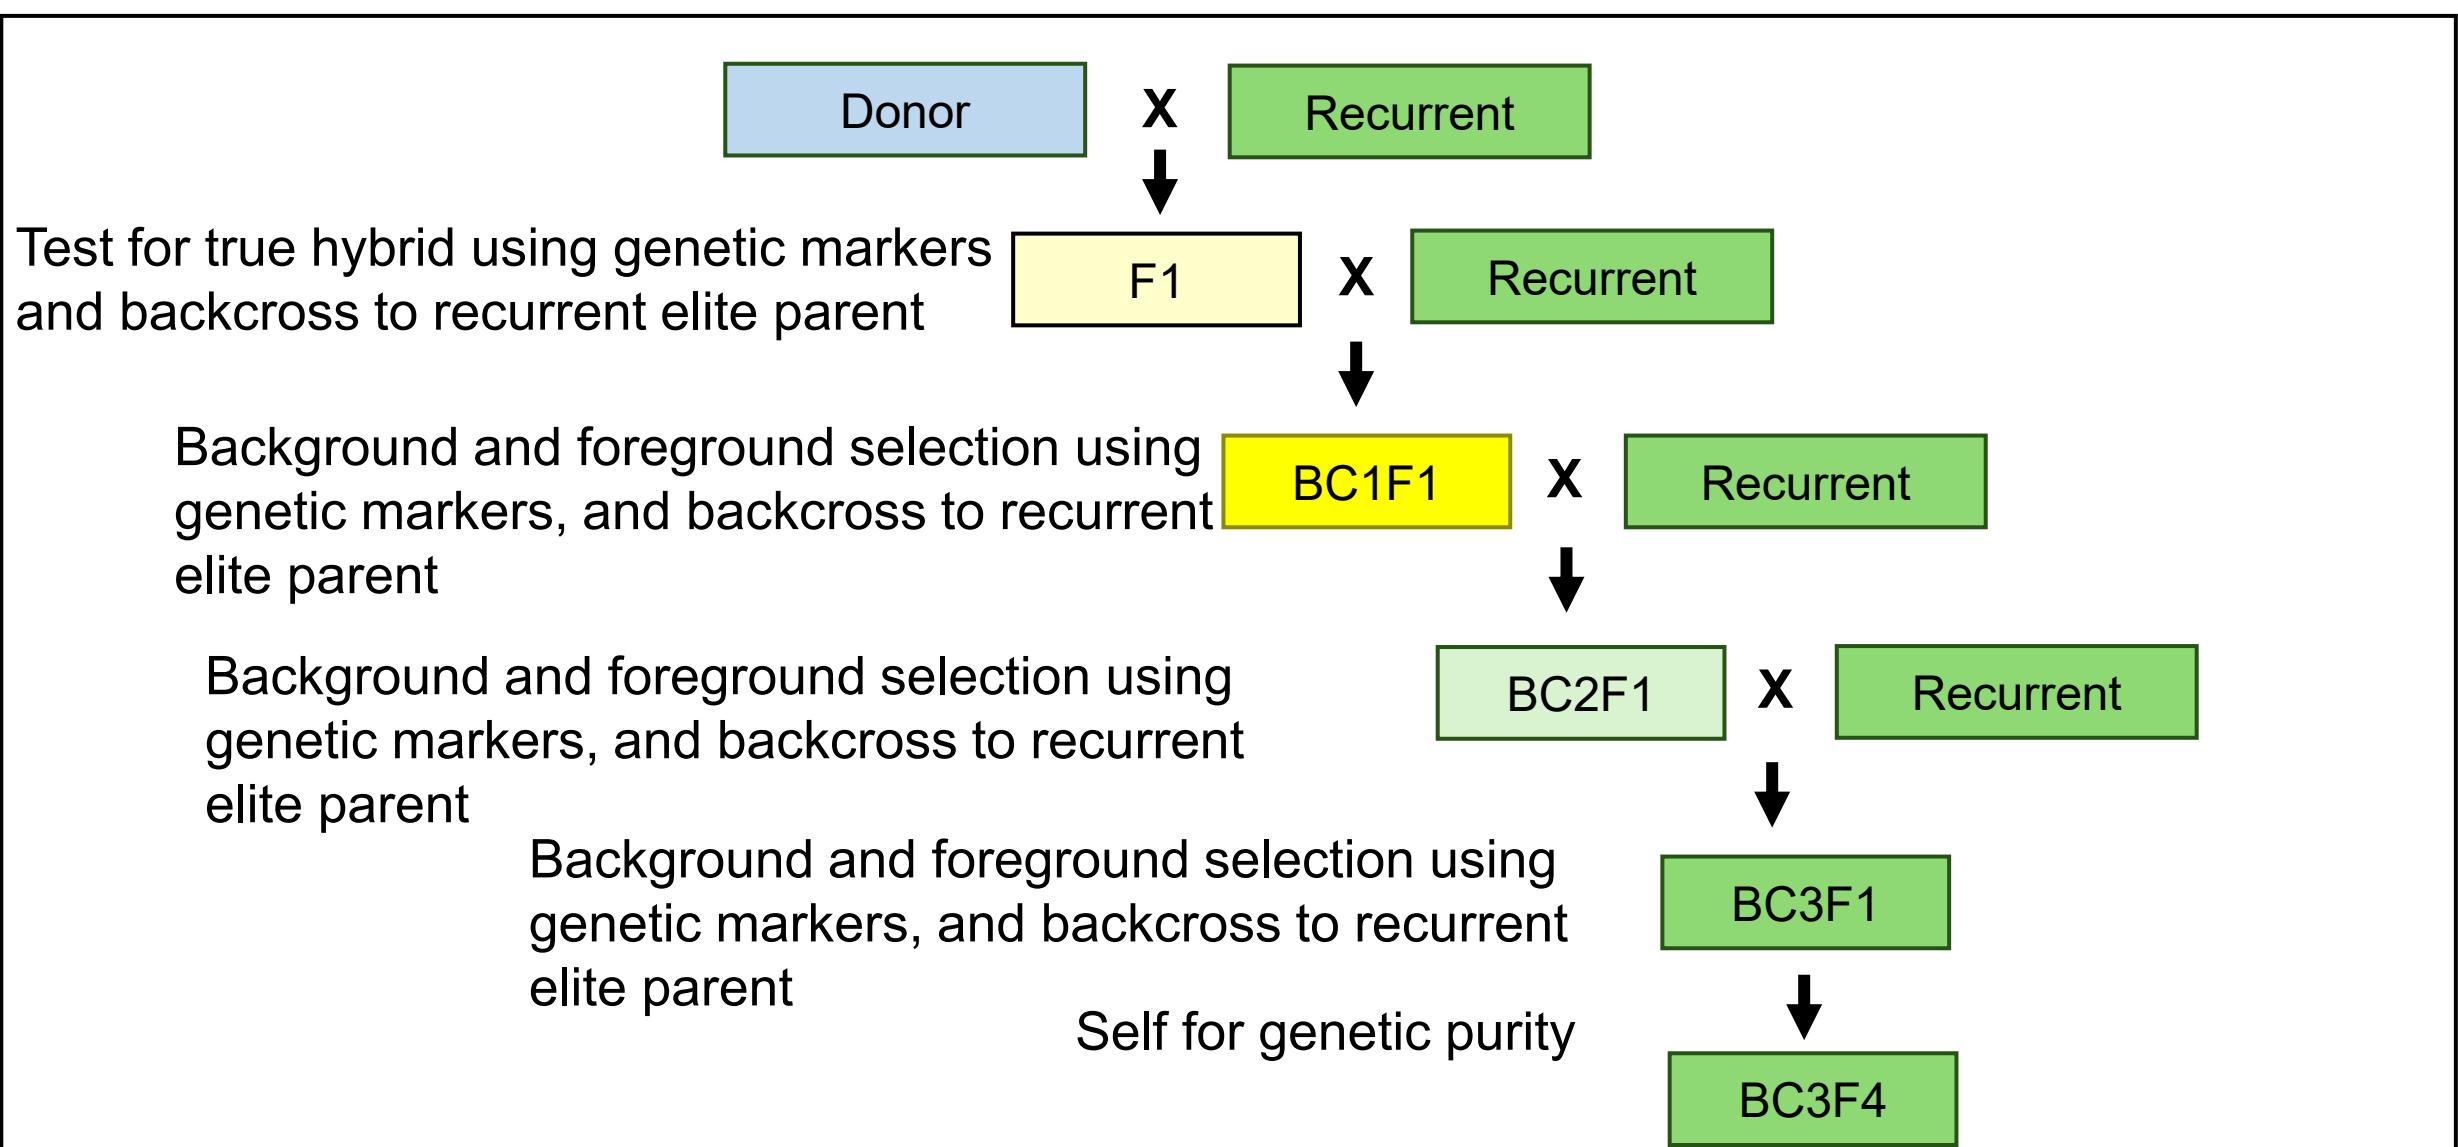 Donor X Recurrent
Test for true hybrid using genetic markers
and backcross to recurrent elite parent
F1 X Recurrent
Background and foreground selection using
genetic markers, and backcross to recurrent
elite parent
BC1F1 X Recurrent
Background and foreground selection using
genetic markers, and backcross to recurrent
elite parent
BC2F1 X Recurrent
Background and foreground selection using
genetic markers, and backcross to recurrent
elite parent
BC3F1
Self for genetic purity
BC3F4